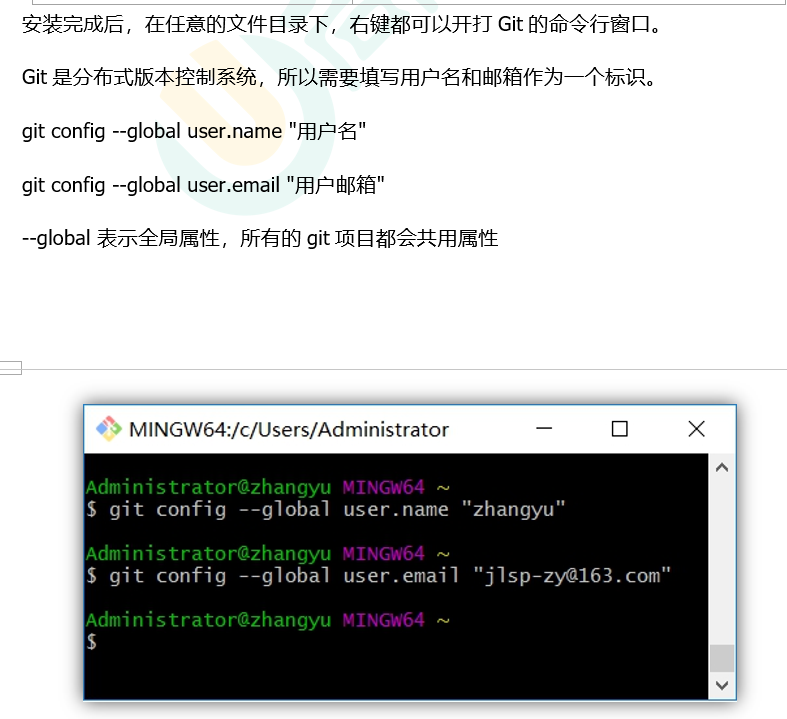 安装完成后，在任意的文件目录下，右键都可以开打 Git 的命令行窗口。
Git 是分布式版本控制系统，所以需要填写用户名和邮箱作为一个标识。
git config --global user.name "用户名"
git config --global user.email "用户邮箱"
--global 表示全局属性，所有的 git 项目都会共用属性
MINGW64:/c/Users/Administrator
Administrator@zhangyu MINGW64 ~
$ git config --global user.name "zhangyu"
Administrator@zhangyu MINGW64 ~
$ git config --global user.email "jlsp-zy@163.com"
Administrator@zhangyu MINGW64 ~
$